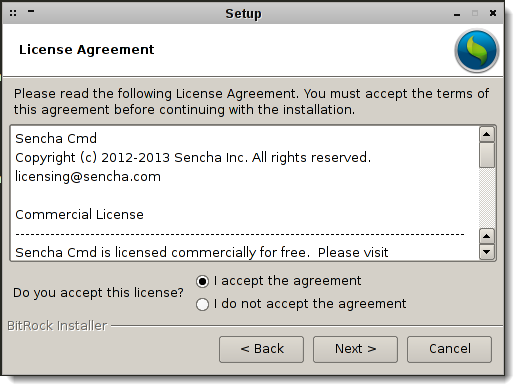 Setup
License Agreement
Please read the following License Agreement. You must accept the terms of
this agreement before continuing with the installation.
Sencha Cmd
Copyright (c) 2012-2013 Sencha Inc. All rights reserved.
licensing@sencha.com
Commercial License
--------------------------------------------------------------------------------
Sencha Cmd is licensed commercially for free.  Please visit
Do you accept this license?
I accept the agreement
I do not accept the agreement
BitRock Installer
< Back
Next >
Cancel